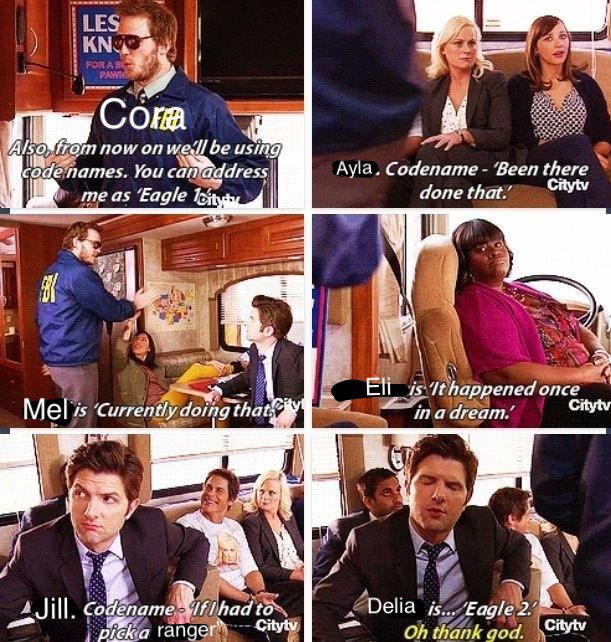 LES
KN
FOR A B
PAWN
Cora
Also, from now on we'll be using
code names. You can address
me as 'Eagle 1'.
Citytv
Ayla. Codename - 'Been there
done that.'
Citytv
FBI
Mel is 'Currently doing that.'
Citytv
Eli is 'It happened once
in a dream.'
Citytv
Jill. Codename - 'If I had to
pick a ranger"
Citytv
Delia is... 'Eagle 2.'
Oh thank god.
Citytv